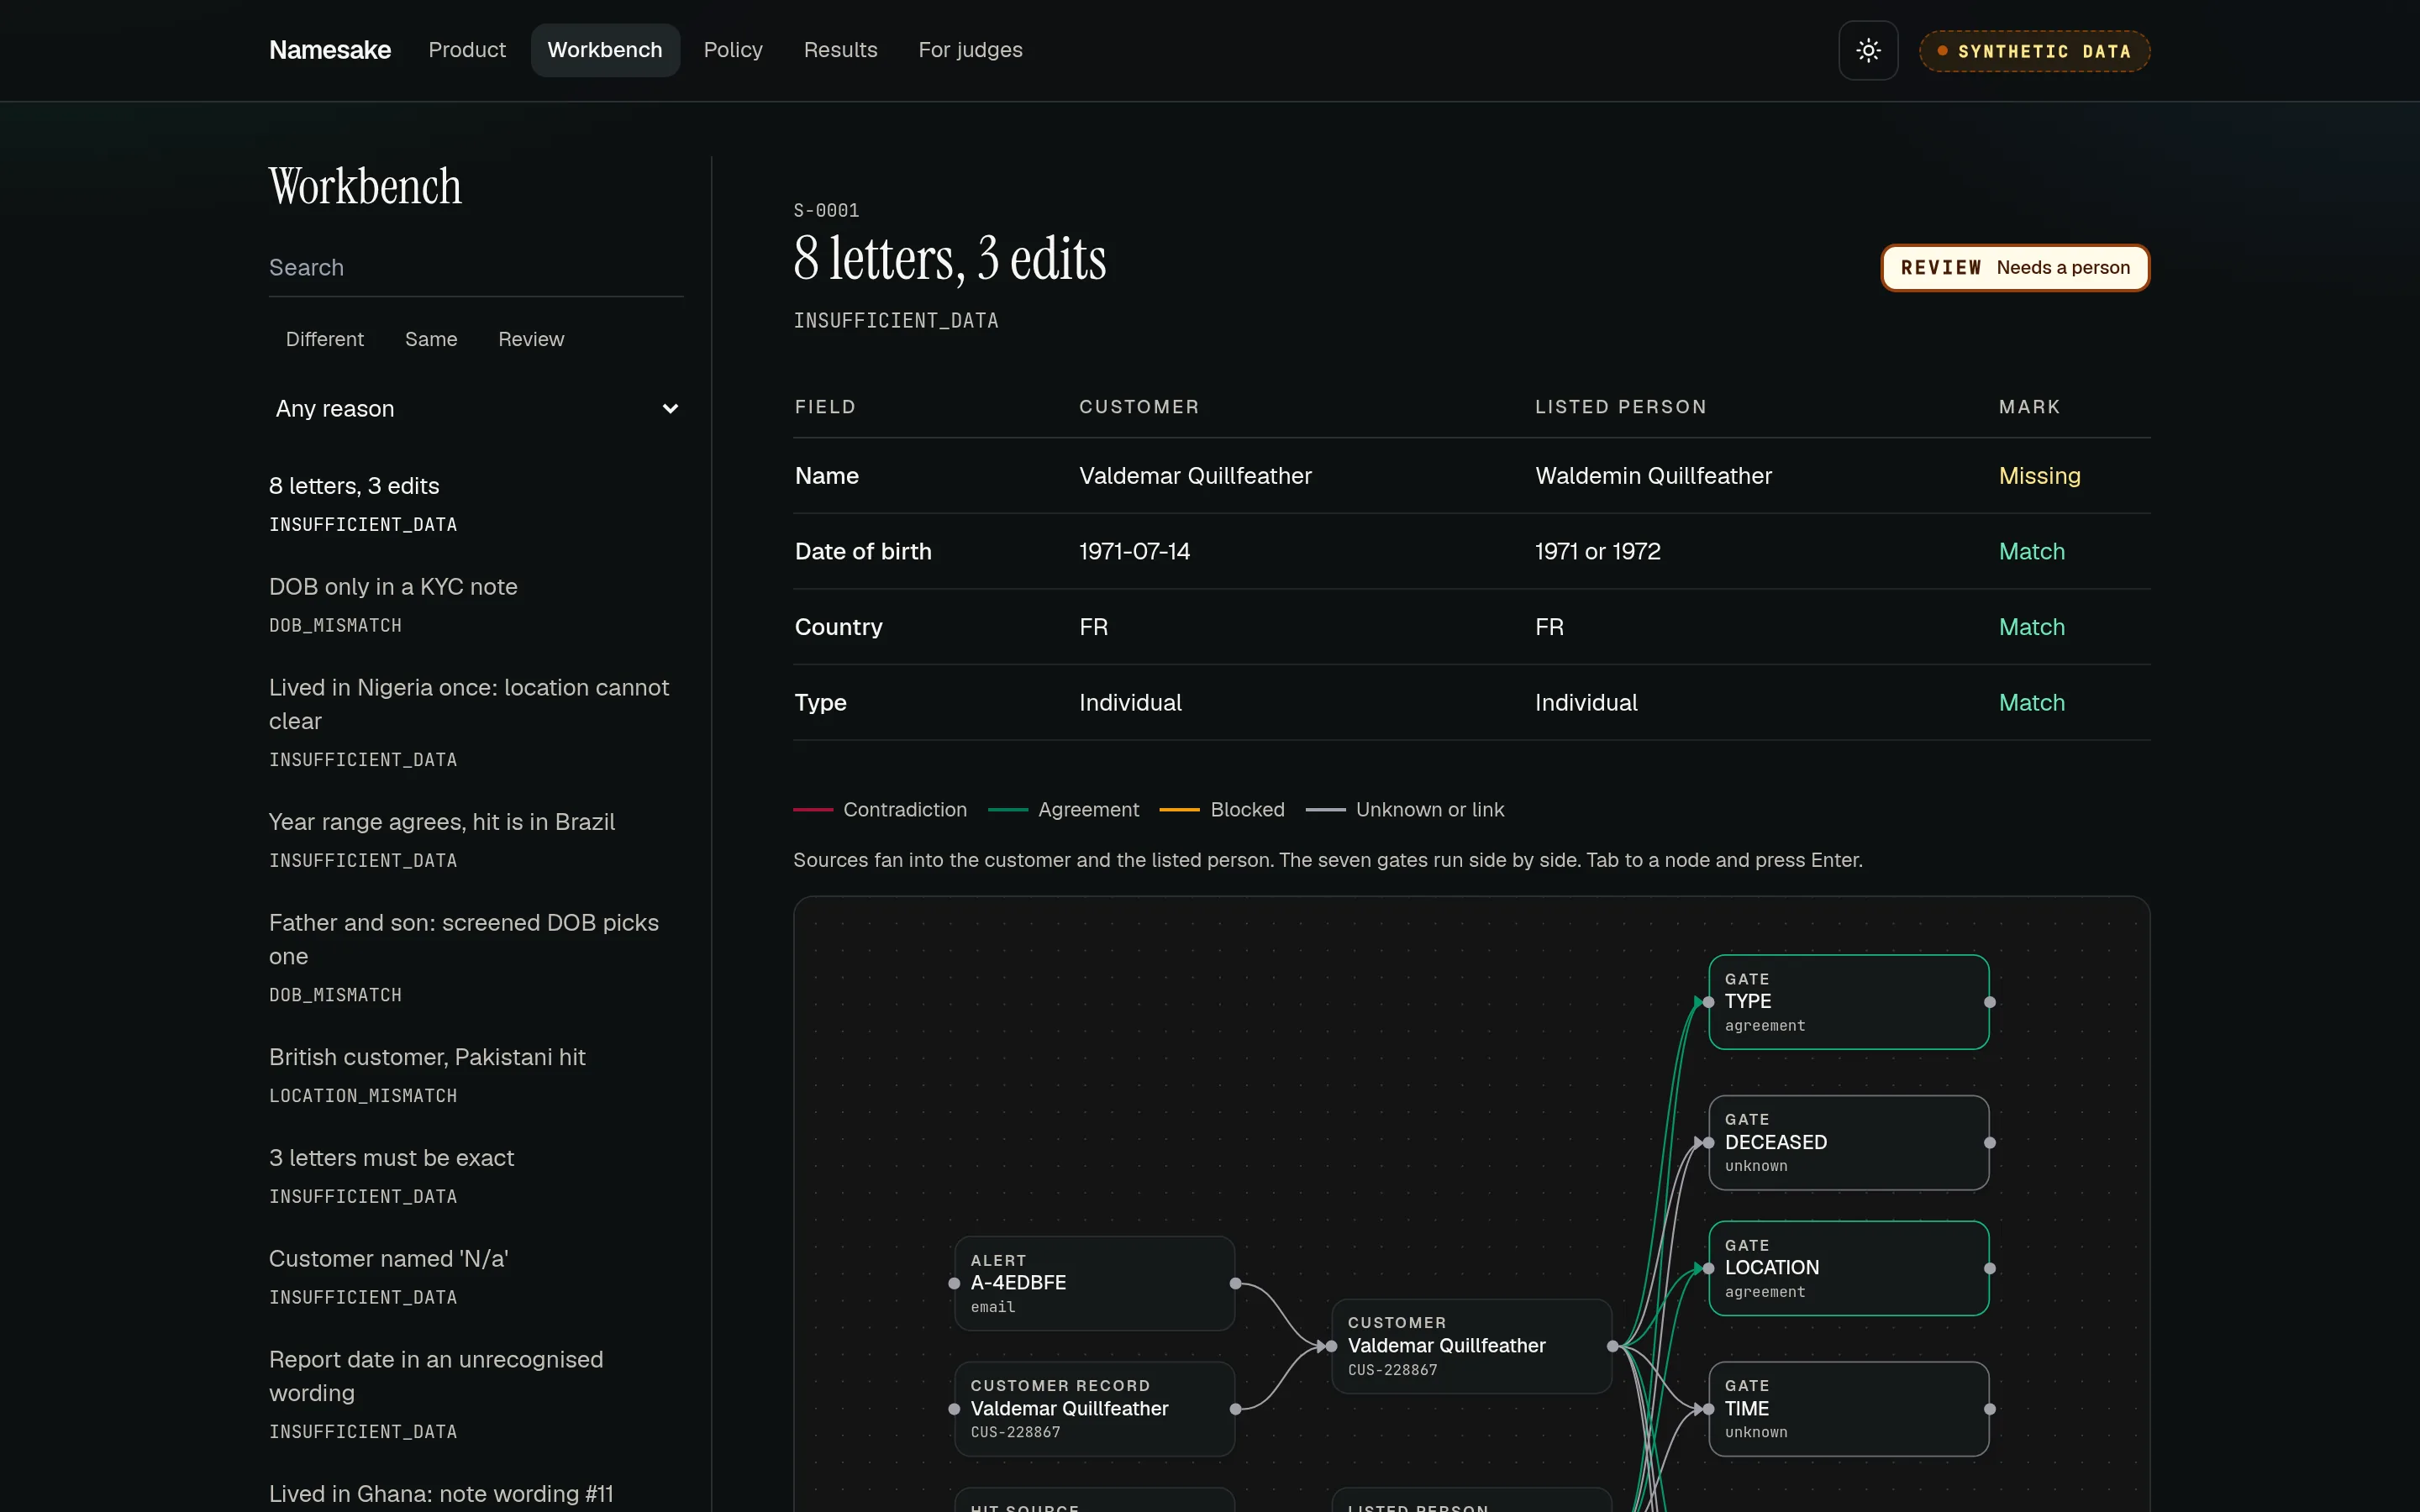 Namesake Product Workbench Policy Results For judges SYNTHETIC DATA
Workbench
Search
Different Same Review
Any reason
8 letters, 3 edits
INSUFFICIENT_DATA
DOB only in a KYC note
DOB_MISMATCH
Lived in Nigeria once: location cannot
clear
INSUFFICIENT_DATA
Year range agrees, hit is in Brazil
INSUFFICIENT_DATA
Father and son: screened DOB picks
one
DOB_MISMATCH
British customer, Pakistani hit
LOCATION_MISMATCH
3 letters must be exact
INSUFFICIENT_DATA
Customer named 'N/a'
INSUFFICIENT_DATA
Report date in an unrecognised
wording
INSUFFICIENT_DATA
Lived in Ghana: note wording #11
S-0001
8 letters, 3 edits
INSUFFICIENT_DATA
REVIEW Needs a person
FIELD CUSTOMER LISTED PERSON MARK
Name Valdemar Quillfeather Waldemin Quillfeather Missing
Date of birth 1971-07-14 1971 or 1972 Match
Country FR FR Match
Type Individual Individual Match
Contradiction Agreement Blocked Unknown or link
Sources fan into the customer and the listed person. The seven gates run side by side. Tab to a node and press Enter.
GATE
TYPE
agreement
GATE
DECEASED
unknown
GATE
LOCATION
agreement
ALERT
A-4EDBFE
email
CUSTOMER
Valdemar Quillfeather
CUS-228867
CUSTOMER RECORD
Valdemar Quillfeather
CUS-228867
GATE
TIME
unknown
HIT SOURCE
LISTED PERSON